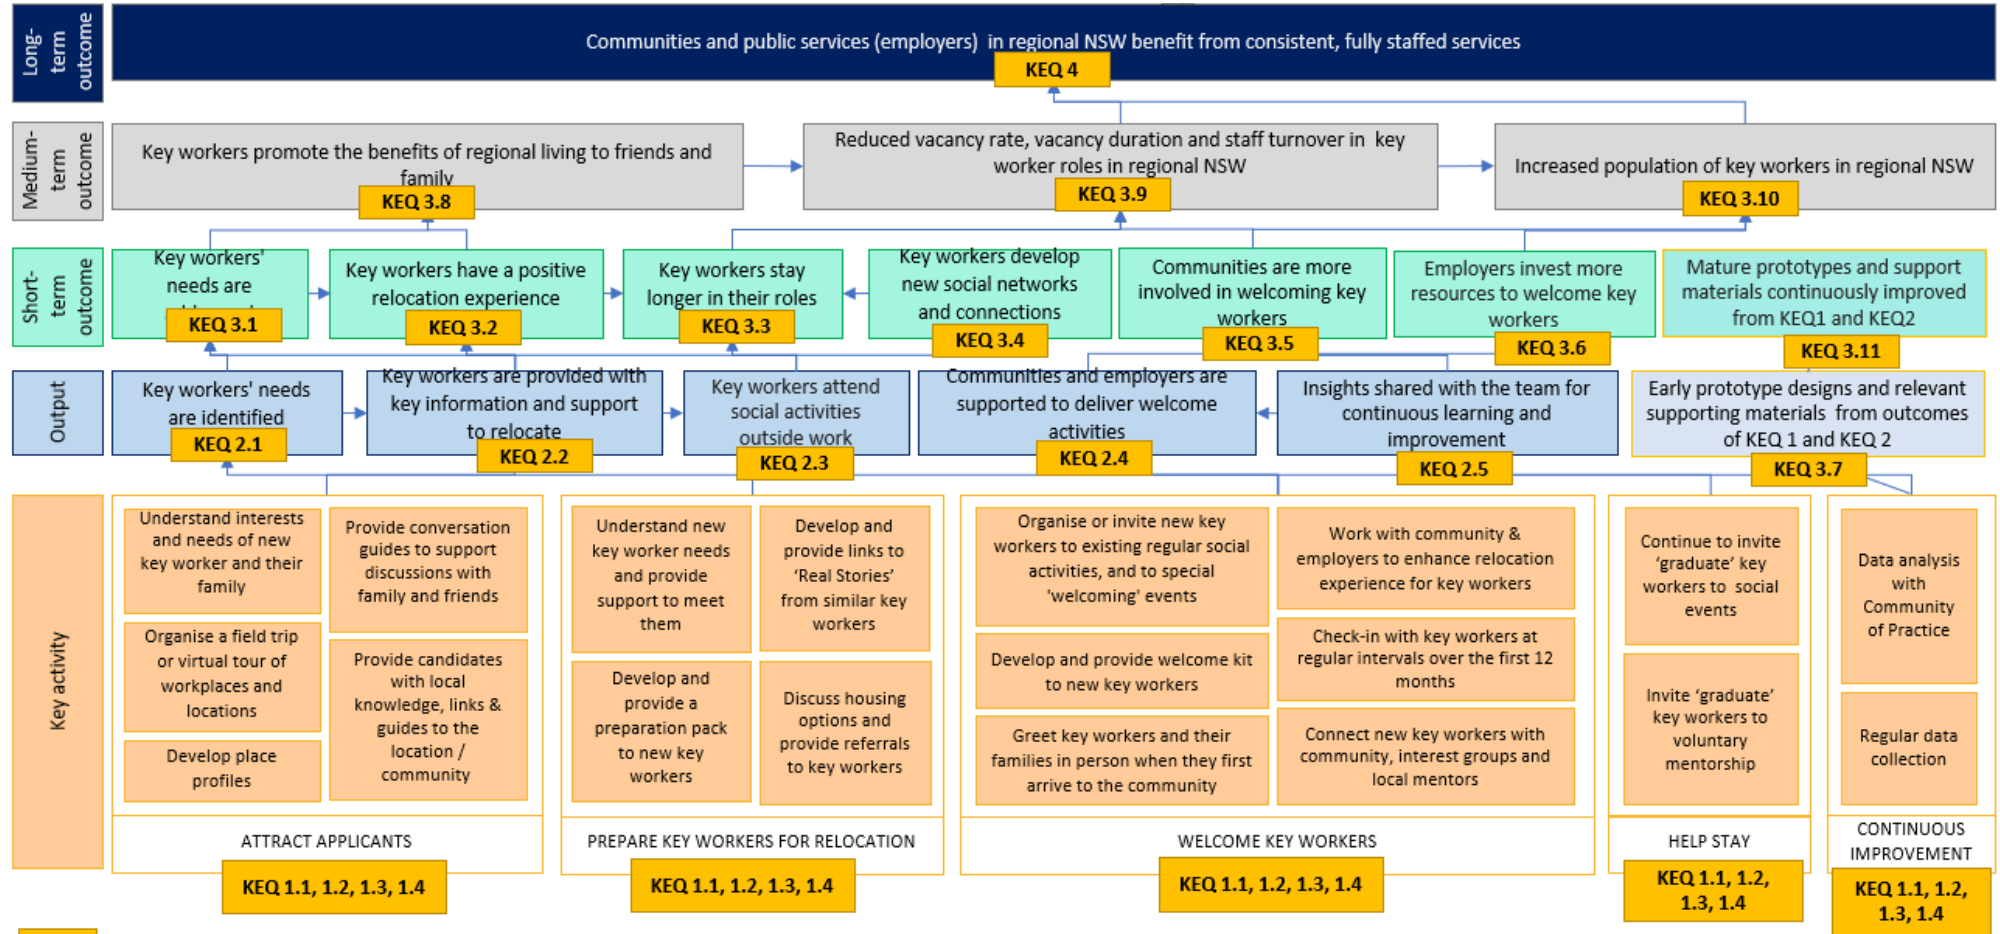 Long-
term
outcome
Communities and public services (employers) in regional NSW benefit from consistent, fully staffed services
KEQ 4
Medium-
term
outcome
Key workers promote the benefits of regional living to friends and
family
KEQ 3.8
Reduced vacancy rate, vacancy duration and staff turnover in key
worker roles in regional NSW
KEQ 3.9
Increased population of key workers in regional NSW
KEQ 3.10
Short-
term
outcome
Key workers'
needs are
KEQ 3.1
Key workers have a positive
relocation experience
KEQ 3.2
Key workers stay
longer in their roles
KEQ 3.3
Key workers develop
new social networks
and connections
KEQ 3.4
Communities are more
involved in welcoming key
workers
KEQ 3.5
Employers invest more
resources to welcome key
workers
KEQ 3.6
Mature prototypes and support
materials continuously improved
from KEQ1 and KEQ2
KEQ 3.11
Output
Key workers' needs
are identified
KEQ 2.1
Key workers are provided with
key information and support
to relocate
KEQ 2.2
Key workers attend
social activities
outside work
KEQ 2.3
Communities and employers are
supported to deliver welcome
activities
KEQ 2.4
Insights shared with the team for
continuous learning and
improvement
KEQ 2.5
Early prototype designs and relevant
supporting materials from outcomes
of KEQ 1 and KEQ 2
KEQ 3.7
Key activity
Understand interests
and needs of new
key worker and their
family
Organise a field trip
or virtual tour of
workplaces and
locations
Develop place
profiles
Provide conversation
guides to support
discussions with
family and friends
Provide candidates
with local
knowledge, links &
guides to the
location /
community
ATTRACT APPLICANTS
KEQ 1.1, 1.2, 1.3, 1.4
Understand new
key worker needs
and provide
support to meet
them
Develop and
provide a
preparation pack
to new key
workers
Develop and
provide links to
‘Real Stories’
from similar key
workers
Discuss housing
options and
provide referrals
to key workers
PREPARE KEY WORKERS FOR RELOCATION
KEQ 1.1, 1.2, 1.3, 1.4
Organise or invite new key
workers to existing regular social
activities, and to special
'welcoming' events
Develop and provide welcome kit
to new key workers
Greet key workers and their
families in person when they first
arrive to the community
Work with community &
employers to enhance relocation
experience for key workers
Check-in with key workers at
regular intervals over the first 12
months
Connect new key workers with
community, interest groups and
local mentors
WELCOME KEY WORKERS
KEQ 1.1, 1.2, 1.3, 1.4
Continue to invite
‘graduate’ key
workers to social
events
Invite ‘graduate’
key workers to
voluntary
mentorship
HELP STAY
KEQ 1.1, 1.2,
1.3, 1.4
Data analysis
with
Community
of Practice
Regular data
collection
CONTINUOUS
IMPROVEMENT
KEQ 1.1, 1.2,
1.3, 1.4